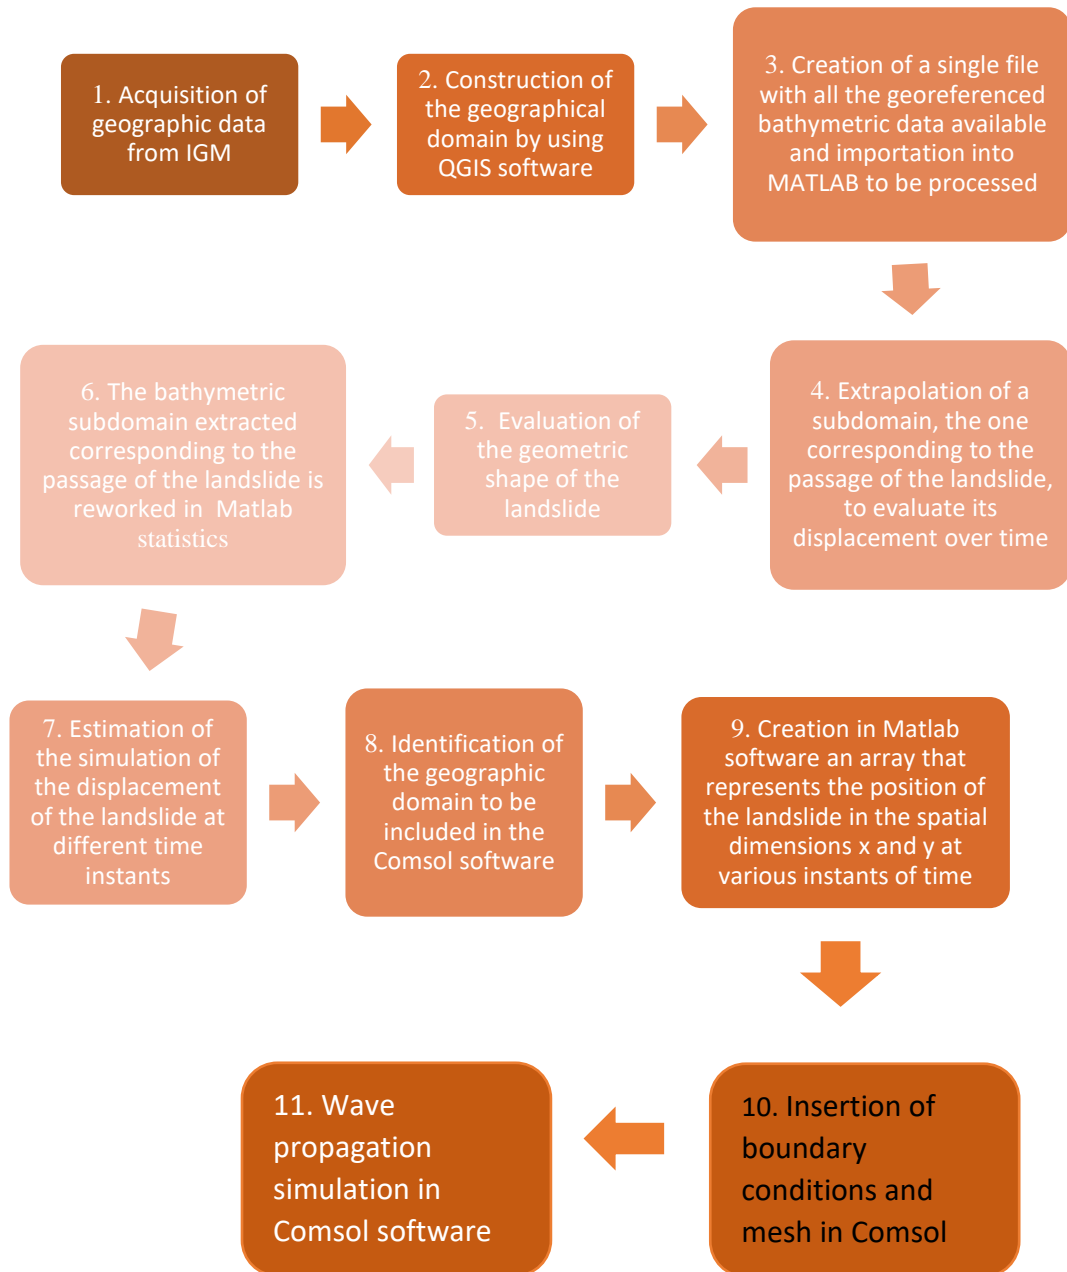 1. Acquisition of
geographic data
from IGM
2. Construction of
the geographical
domain by using
QGIS software
3. Creation of a single file
with all the georeferenced
bathymetric data available
and importation into
MATLAB to be processed
4. Extrapolation of a
subdomain, the one
corresponding to the
passage of the landslide,
to evaluate its
displacement over time
5. Evaluation of
the geometric
shape of the
landslide
6. The bathymetric
subdomain extracted
corresponding to the
passage of the landslide is
reworked in Matlab
statistics
7. Estimation of
the simulation of
the displacement
of the landslide at
different time
instants
8. Identification of
the geographic
domain to be
included in the
Comsol software
9. Creation in Matlab
software an array that
represents the position of
the landslide in the spatial
dimensions x and y at
various instants of time
10. Insertion of
boundary
conditions and
mesh in Comsol
11. Wave
propagation
simulation in
Comsol software